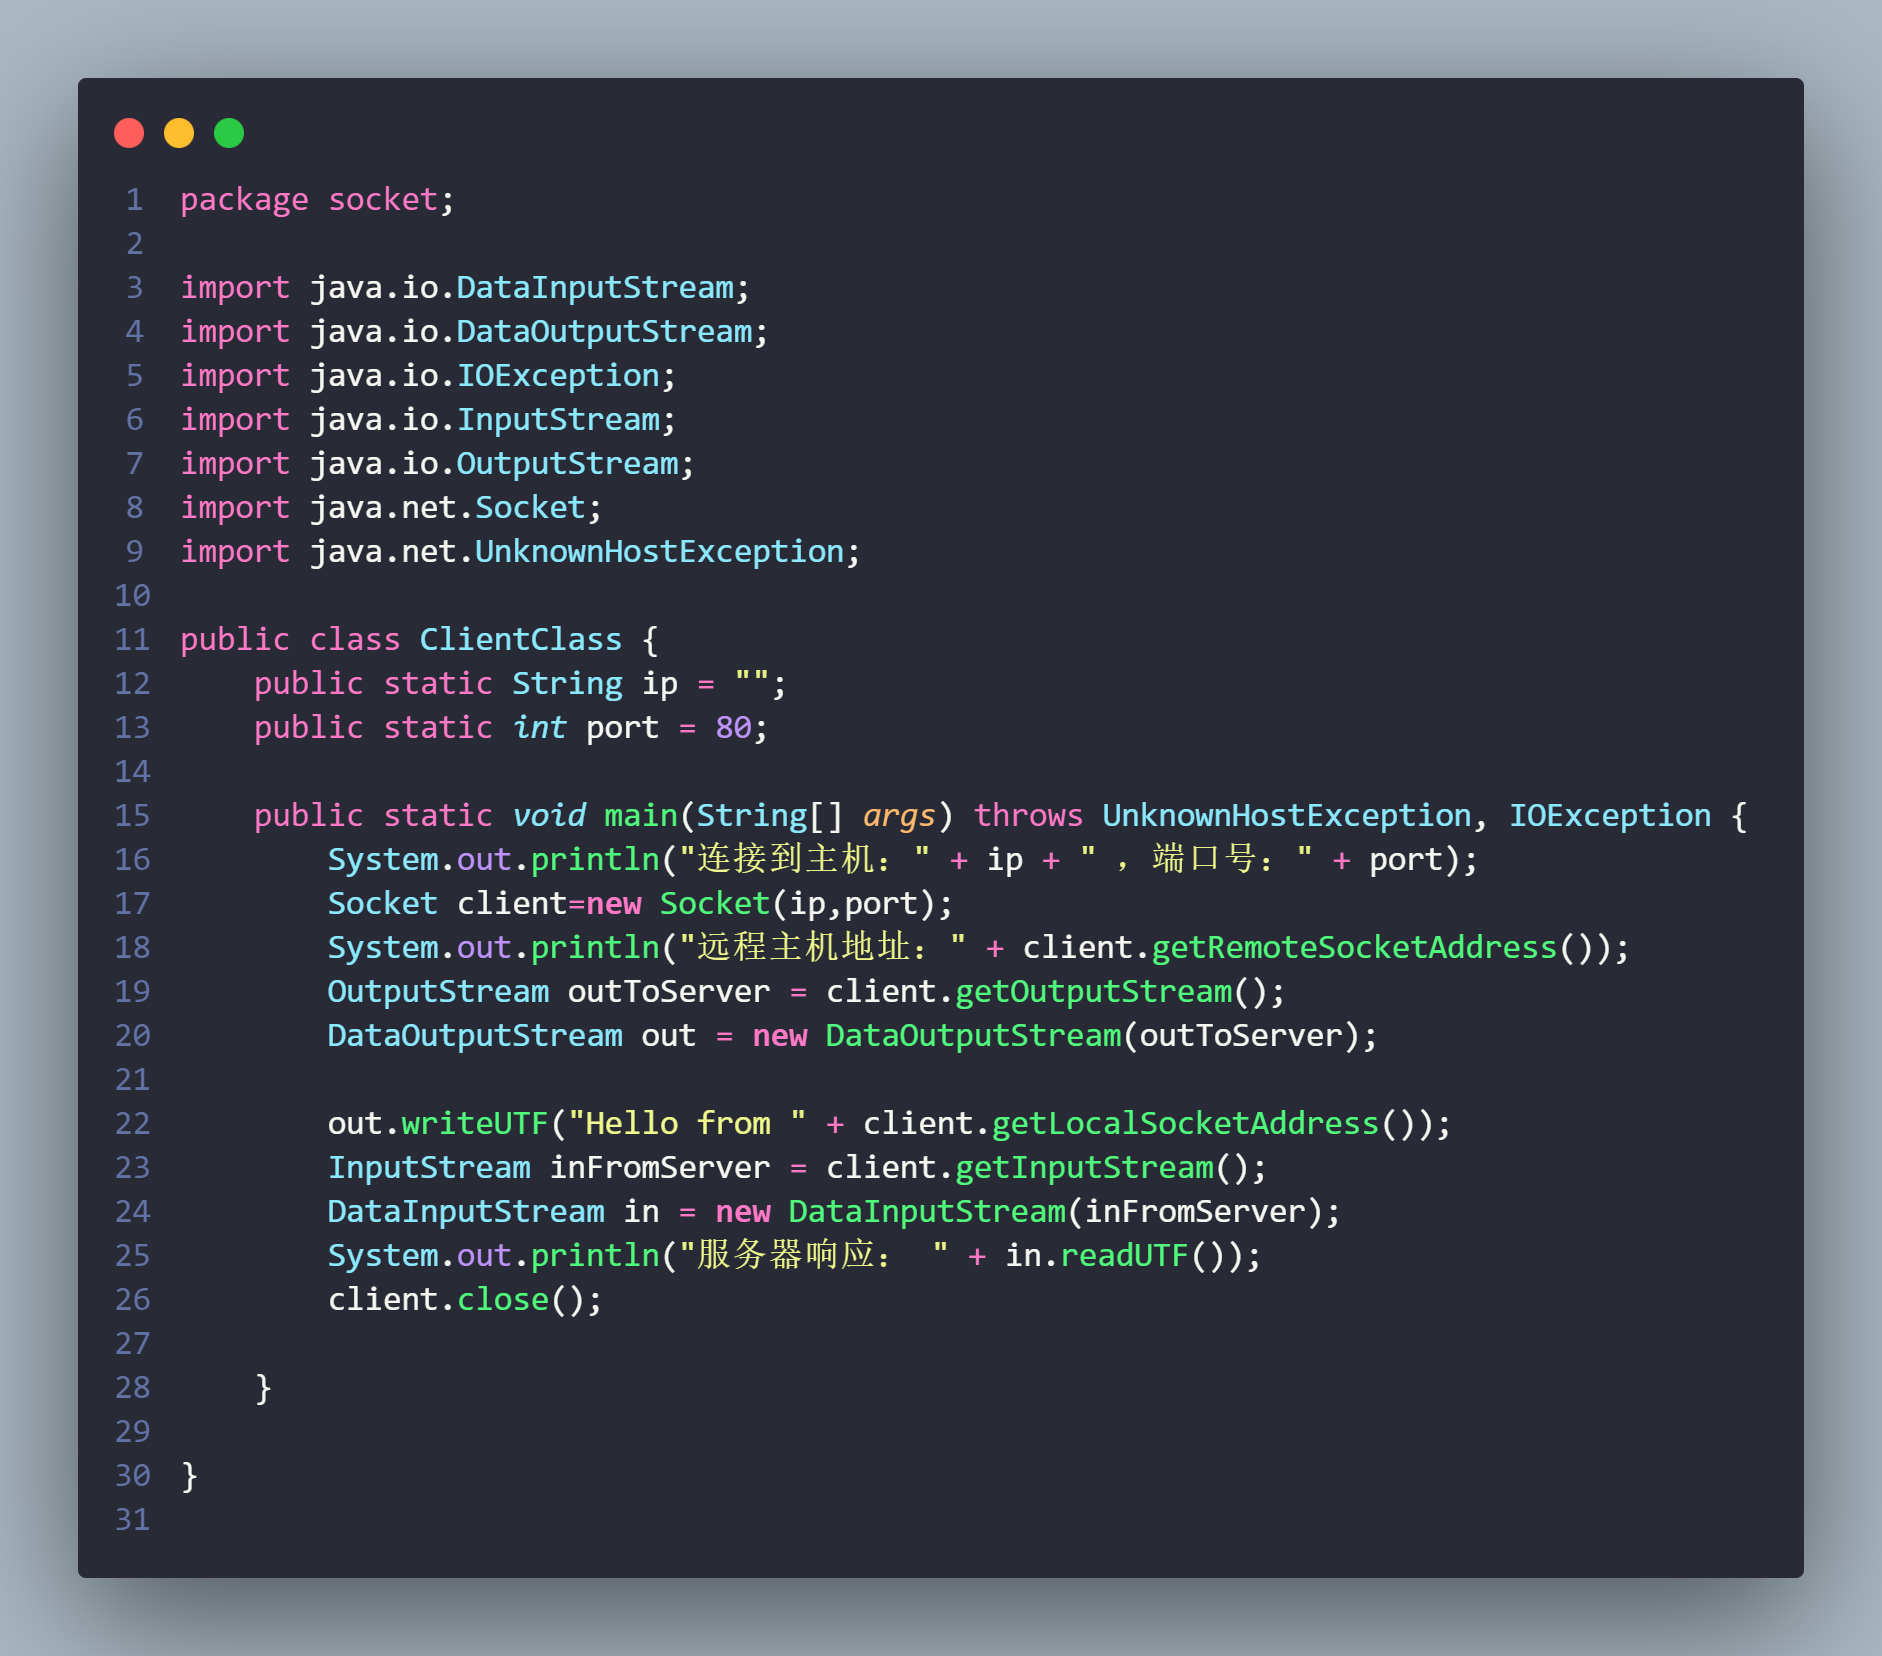 1 package socket;
2
3 import java.io.DataInputStream;
4 import java.io.DataOutputStream;
5 import java.io.IOException;
6 import java.io.InputStream;
7 import java.io.OutputStream;
8 import java.net.Socket;
9 import java.net.UnknownHostException;
10
11 public class ClientClass {
12     public static String ip = "";
13     public static int port = 80;
14
15     public static void main(String[] args) throws UnknownHostException, IOException {
16         System.out.println("连接到主机：" + ip + " ，端口号：" + port);
17         Socket client=new Socket(ip,port);
18         System.out.println("远程主机地址：" + client.getRemoteSocketAddress());
19         OutputStream outToServer = client.getOutputStream();
20         DataOutputStream out = new DataOutputStream(outToServer);
21
22         out.writeUTF("Hello from " + client.getLocalSocketAddress());
23         InputStream inFromServer = client.getInputStream();
24         DataInputStream in = new DataInputStream(inFromServer);
25         System.out.println("服务器响应： " + in.readUTF());
26         client.close();
27
28     }
29
30 }
31